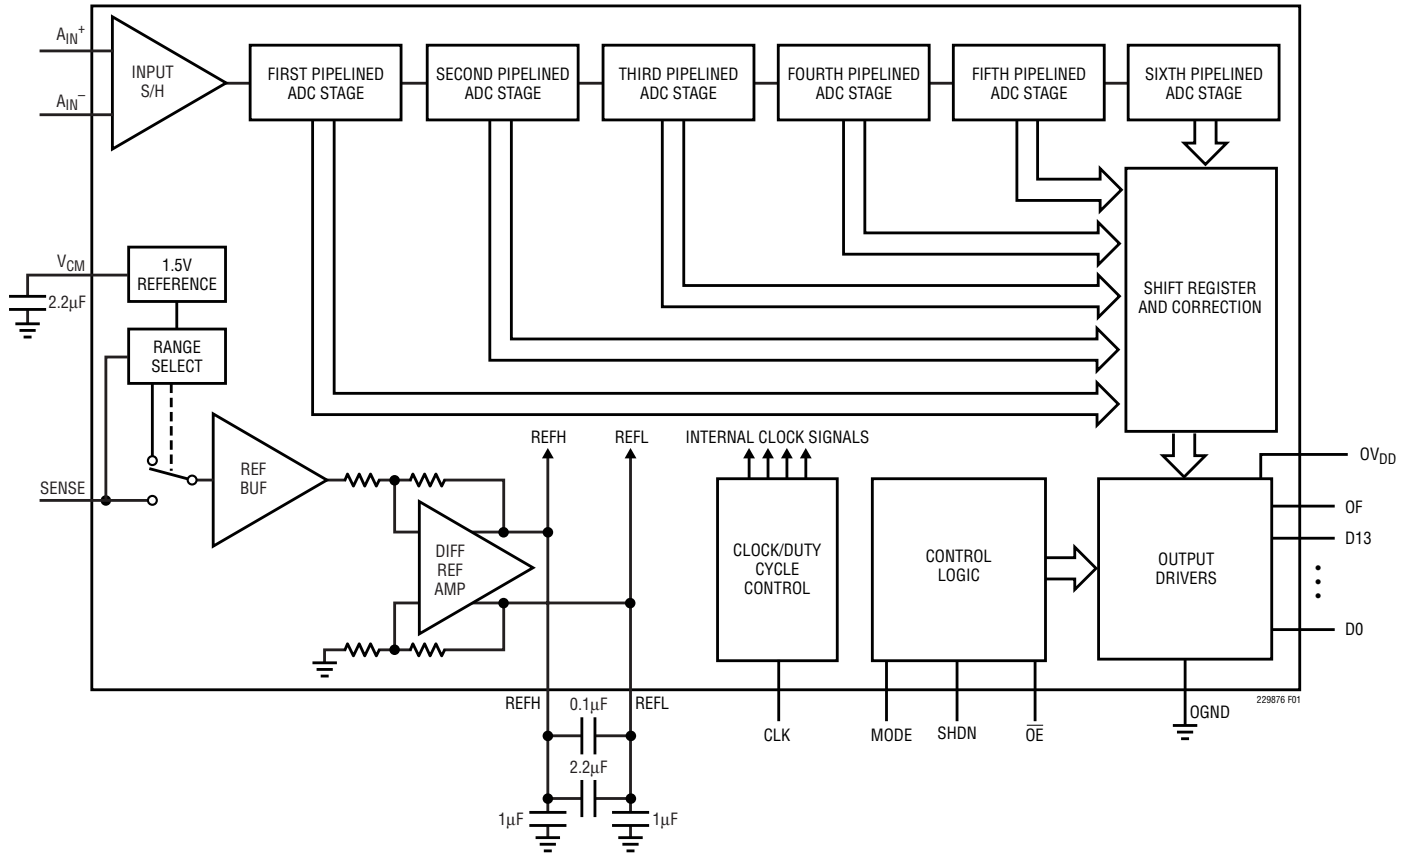 AIN+
AIN−
INPUT
S/H
FIRST PIPELINED
ADC STAGE
SECOND PIPELINED
ADC STAGE
THIRD PIPELINED
ADC STAGE
FOURTH PIPELINED
ADC STAGE
FIFTH PIPELINED
ADC STAGE
SIXTH PIPELINED
ADC STAGE
VCM
2.2µF
1.5V
REFERENCE
RANGE
SELECT
SHIFT REGISTER
AND CORRECTION
SENSE
REF
BUF
DIFF
REF
AMP
REFH
REFL
INTERNAL CLOCK SIGNALS
CLOCK/DUTY
CYCLE
CONTROL
CONTROL
LOGIC
OUTPUT
DRIVERS
OVDD
OF
D13
D0
REFH
0.1µF
REFL
2.2µF
1µF
1µF
CLK
MODE
SHDN
O̅E̅
OGND
229876 F01